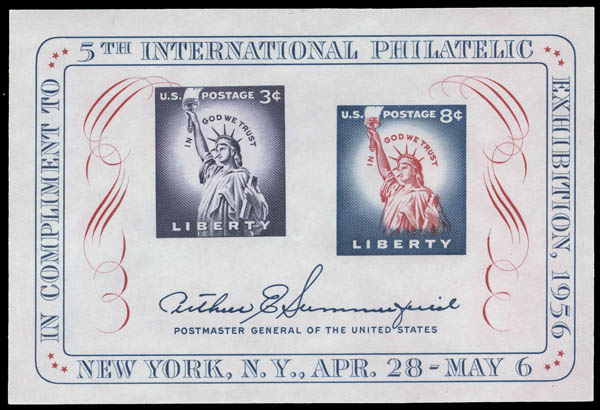 IN COMPLIMENT TO
5TH INTERNATIONAL PHILATELIC
EXHIBITION, 1956
NEW YORK, N.Y., APR. 28 - MAY 6
U.S. POSTAGE 3¢
IN GOD WE TRUST
LIBERTY
U.S. POSTAGE 8¢
IN GOD WE TRUST
LIBERTY
Arthur E Summerfield
POSTMASTER GENERAL OF THE UNITED STATES